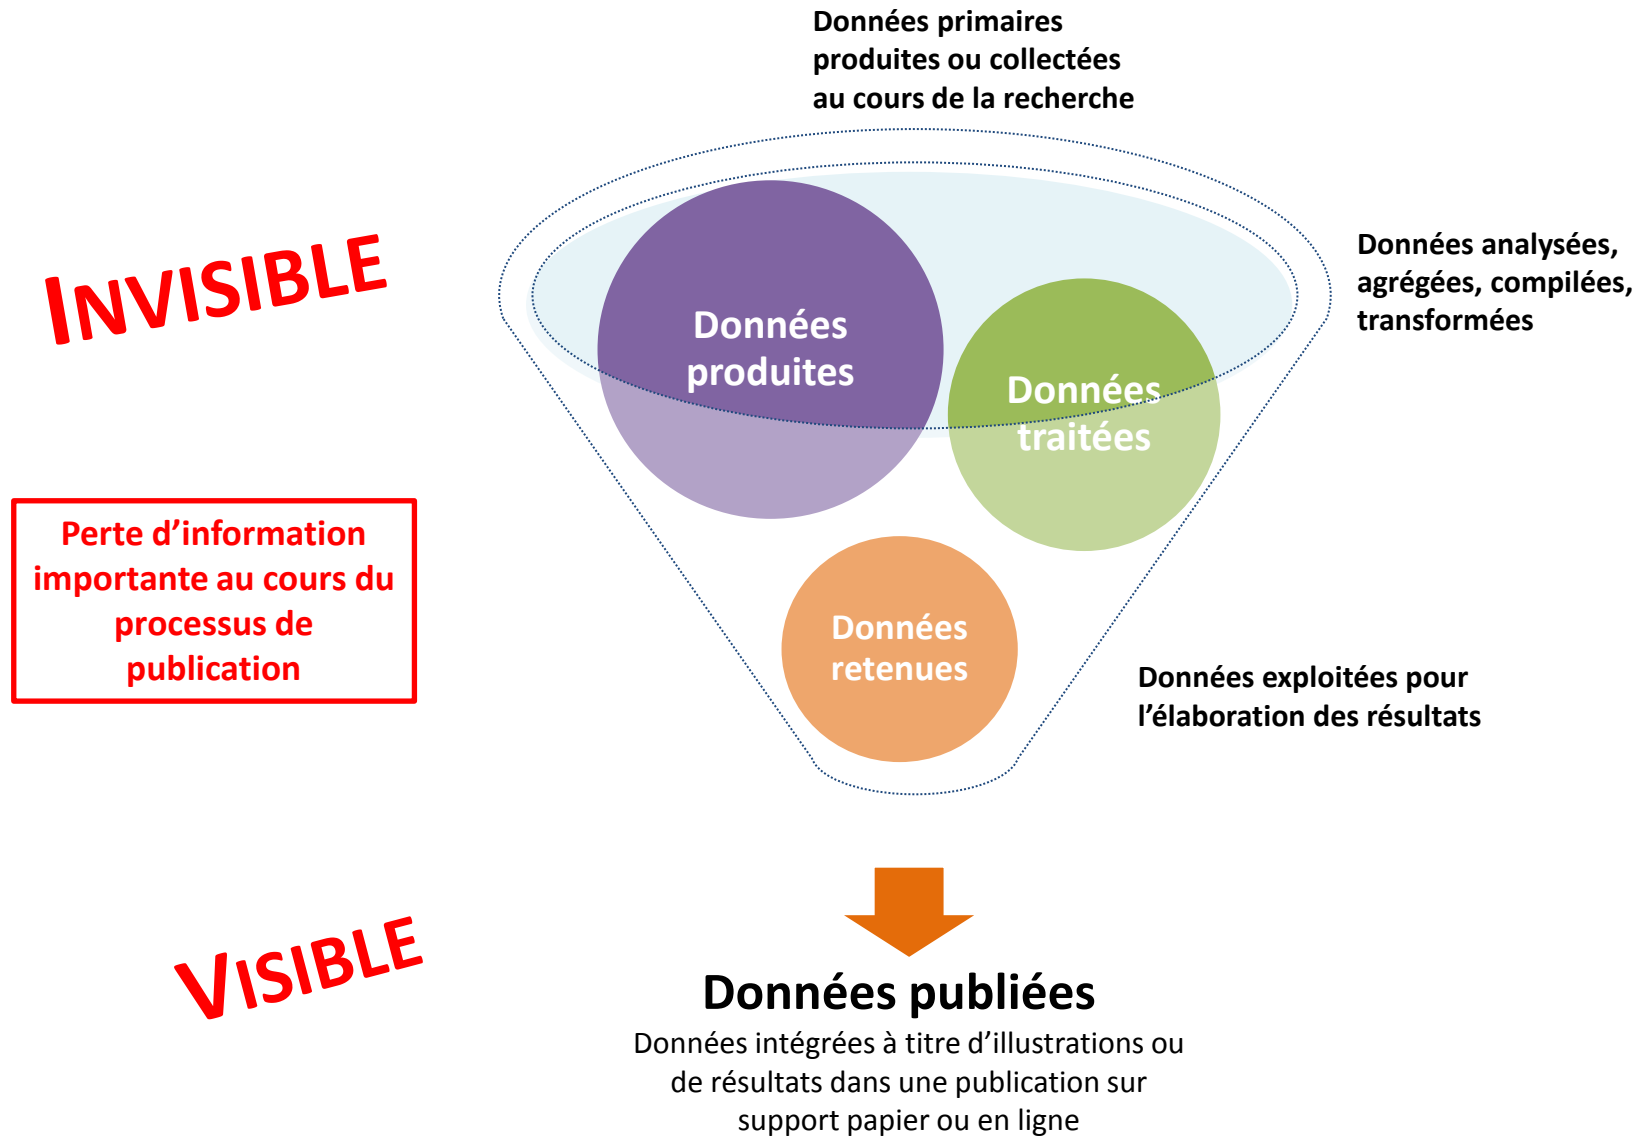 Données primaires
produites ou collectées
au cours de la recherche
INVISIBLE
Données analysées,
agrégées, compilées,
transformées
Données
produites
Données
traitées
Perte d’information
importante au cours du
processus de
publication
Données
retenues
Données exploitées pour
l’élaboration des résultats
VISIBLE
Données publiées
Données intégrées à titre d’illustrations ou
de résultats dans une publication sur
support papier ou en ligne